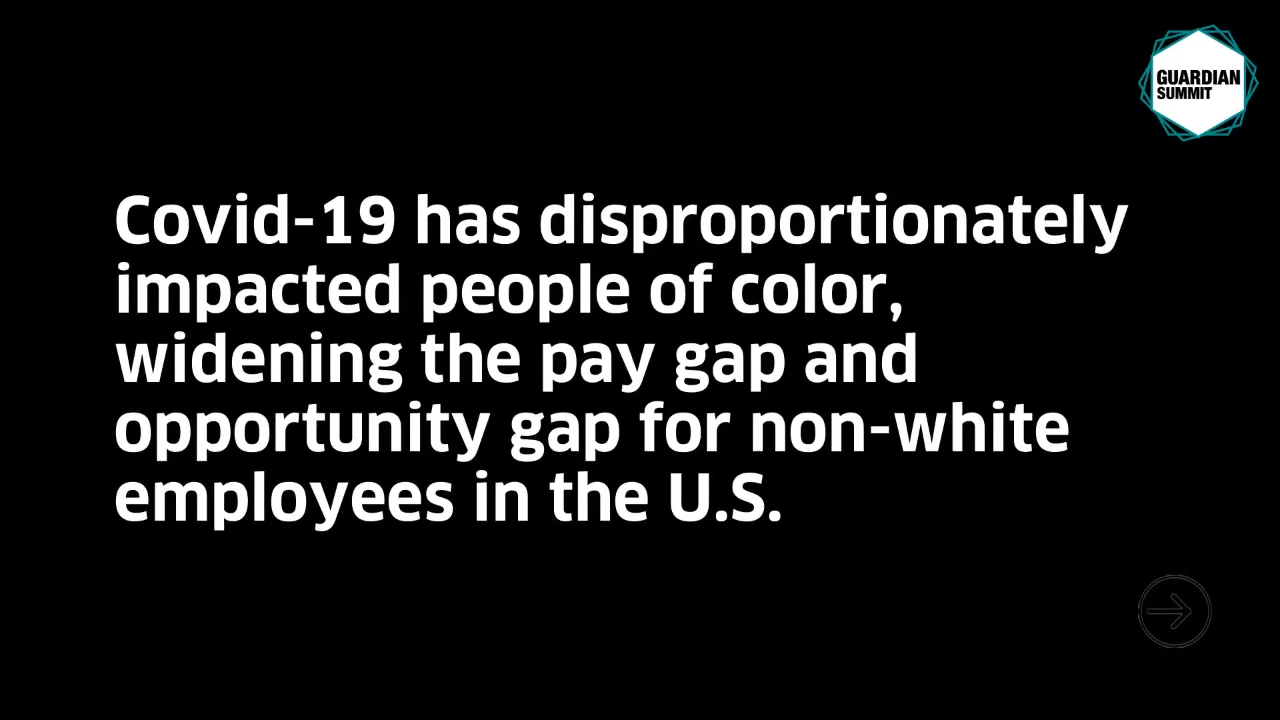 GUARDIAN
SUMMIT
Covid-19 has disproportionately
impacted people of color,
widening the pay gap and
opportunity gap for non-white
employees in the U.S.